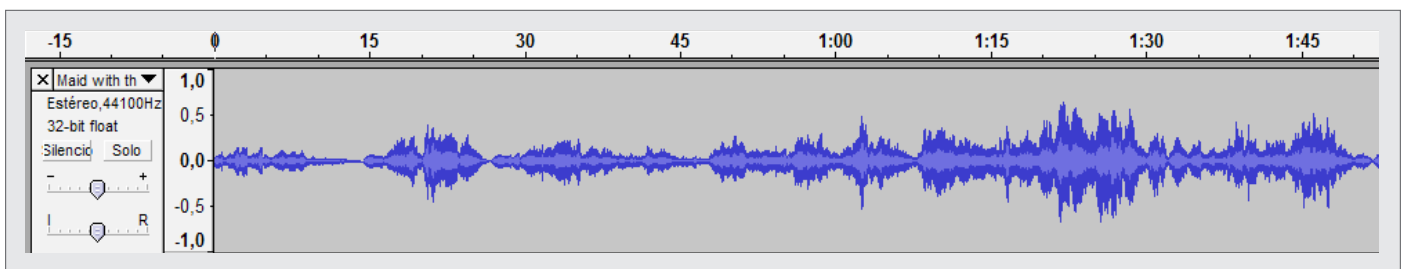 -15 0 15 30 45 1:00 1:15 1:30 1:45
X Maid with th
Estéreo,44100Hz
32-bit float
Silencio Solo
- +
I R
1,0
0,5
0,0
-0,5
-1,0